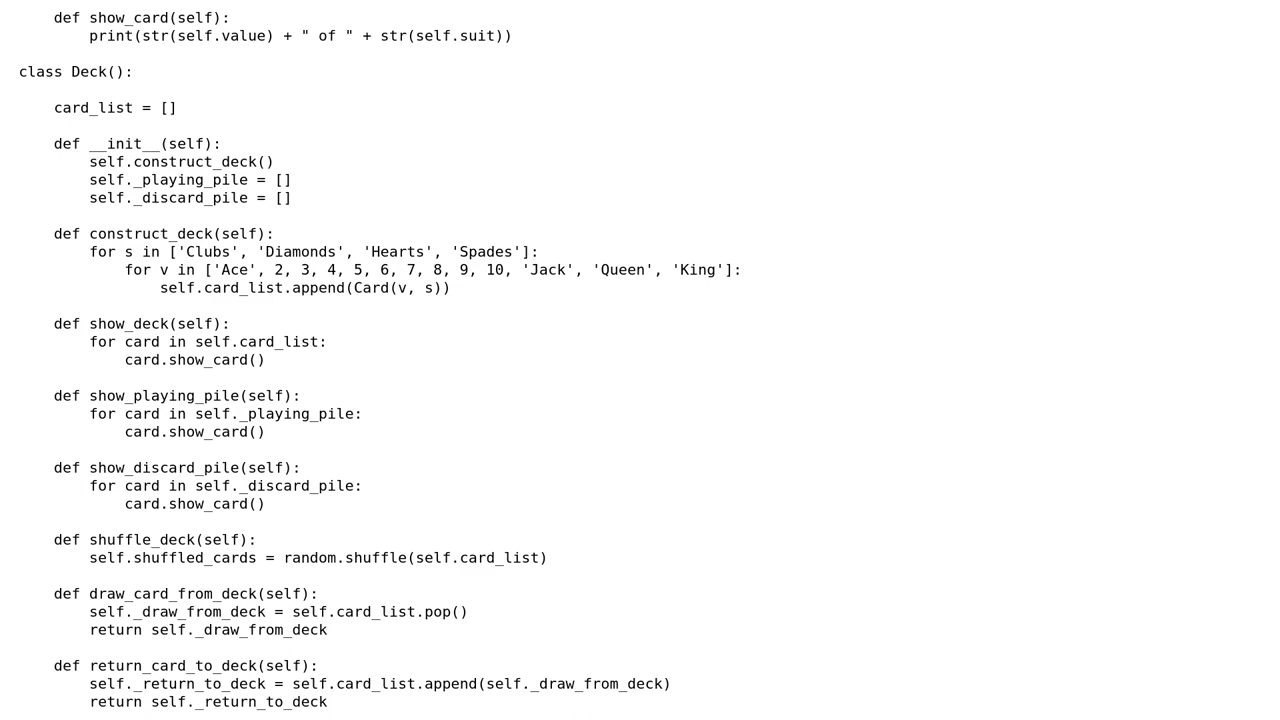 def show_card(self):
print(str(self.value) + " of " + str(self.suit))
class Deck():
card_list = []
def __init__(self):
self.construct_deck()
self._playing_pile = []
self._discard_pile = []
def construct_deck(self):
for s in ['Clubs', 'Diamonds', 'Hearts', 'Spades']:
for v in ['Ace', 2, 3, 4, 5, 6, 7, 8, 9, 10, 'Jack', 'Queen', 'King']:
self.card_list.append(Card(v, s))
def show_deck(self):
for card in self.card_list:
card.show_card()
def show_playing_pile(self):
for card in self._playing_pile:
card.show_card()
def show_discard_pile(self):
for card in self._discard_pile:
card.show_card()
def shuffle_deck(self):
self.shuffled_cards = random.shuffle(self.card_list)
def draw_card_from_deck(self):
self._draw_from_deck = self.card_list.pop()
return self._draw_from_deck
def return_card_to_deck(self):
self._return_to_deck = self.card_list.append(self._draw_from_deck)
return self._return_to_deck